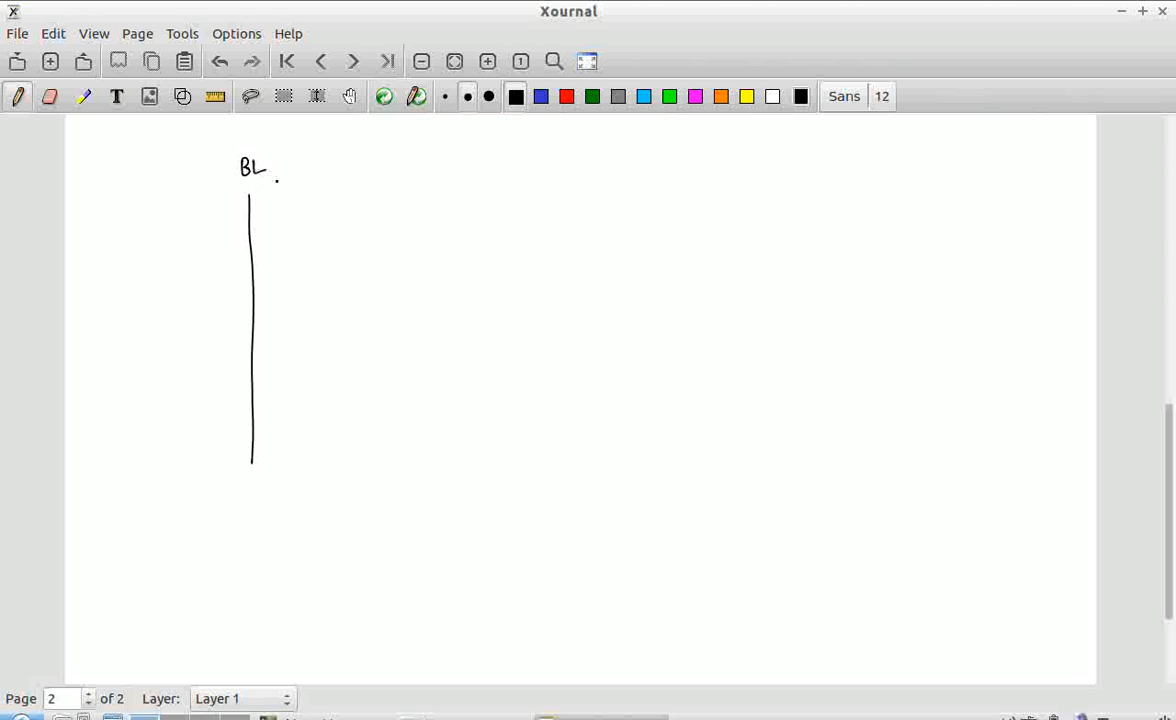 Xournal
File Edit View Page Tools Options Help
Sans 12
BL
Page 2 of 2 Layer: Layer 1